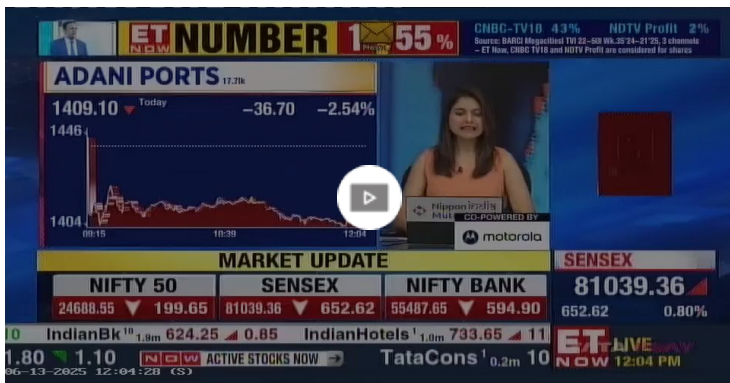 ET NOW NUMBER 1 55%
CNBC-TV18 43% NDTV Profit 2%
Source: BARC| Megacities| TV| 22-50| Wk.35'24-21'25, 3 channels
- ET Now, CNBC TV18 and NDTV Profit are considered for shares
ADANI PORTS 17.71k
1409.10 Today -36.70 -2.54%
1446
1404
09:15 10:39 12:04
Nippon India
Mut
CO-POWERED BY
motorola
MARKET UPDATE
NIFTY 50 SENSEX NIFTY BANK
24688.55 199.65 81039.36 652.62 55487.65 594.90
SENSEX
81039.36
652.62 0.80%
0 IndianBk 1.9m 624.25 0.85 IndianHotels 1.0m 733.65 11
1.80 1.10 NOW ACTIVE STOCKS NOW TataCons 0.2m 10
ET NOW LIVE
12:04 PM
06-13-2025 12:04:28 (S)